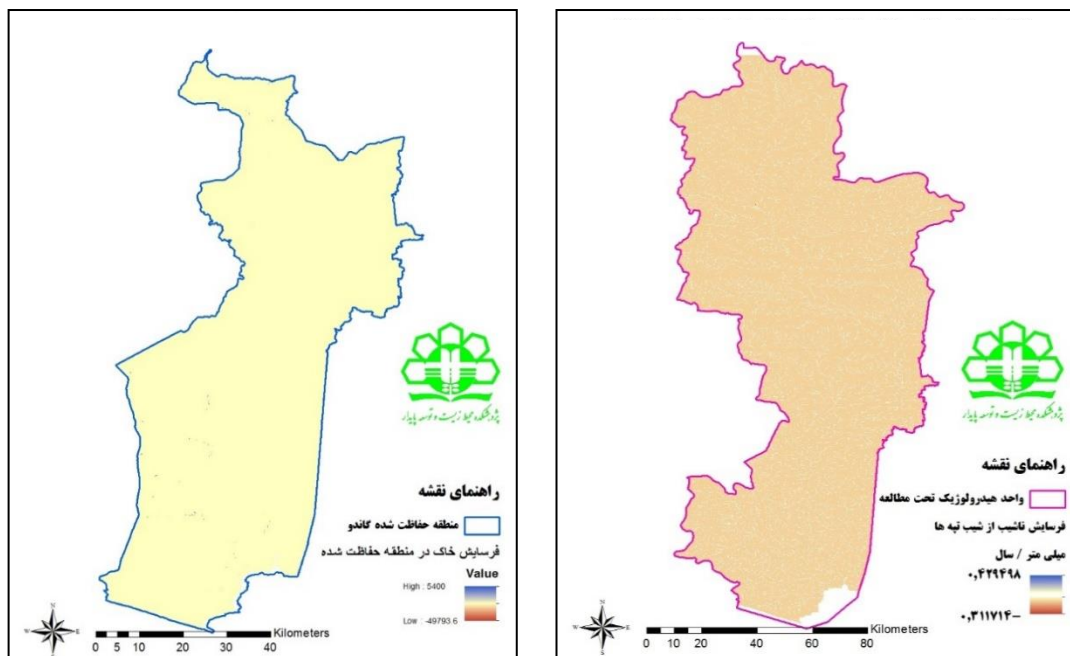 پژوهشکده محیط زیست و توسعه پایدار
راهنمای نقشه
منطقه حفاظت شده گاندو
فرسایش خاک در منطقه حفاظت شده
Value
High : 5400
Low : -49793.6
N
W
E
S
Kilometers
0 5 10 20 30 40
پژوهشکده محیط زیست و توسعه پایدار
راهنمای نقشه
واحد هیدرولوژیک تحت مطالعه
فرسایش ناشیب از شیب تپه ها
میلی متر / سال
۰,۴۲۹۴۹۸
۰,۳۱۱۷۱۴-
N
W
E
S
Kilometers
0 10 20 40 60 80